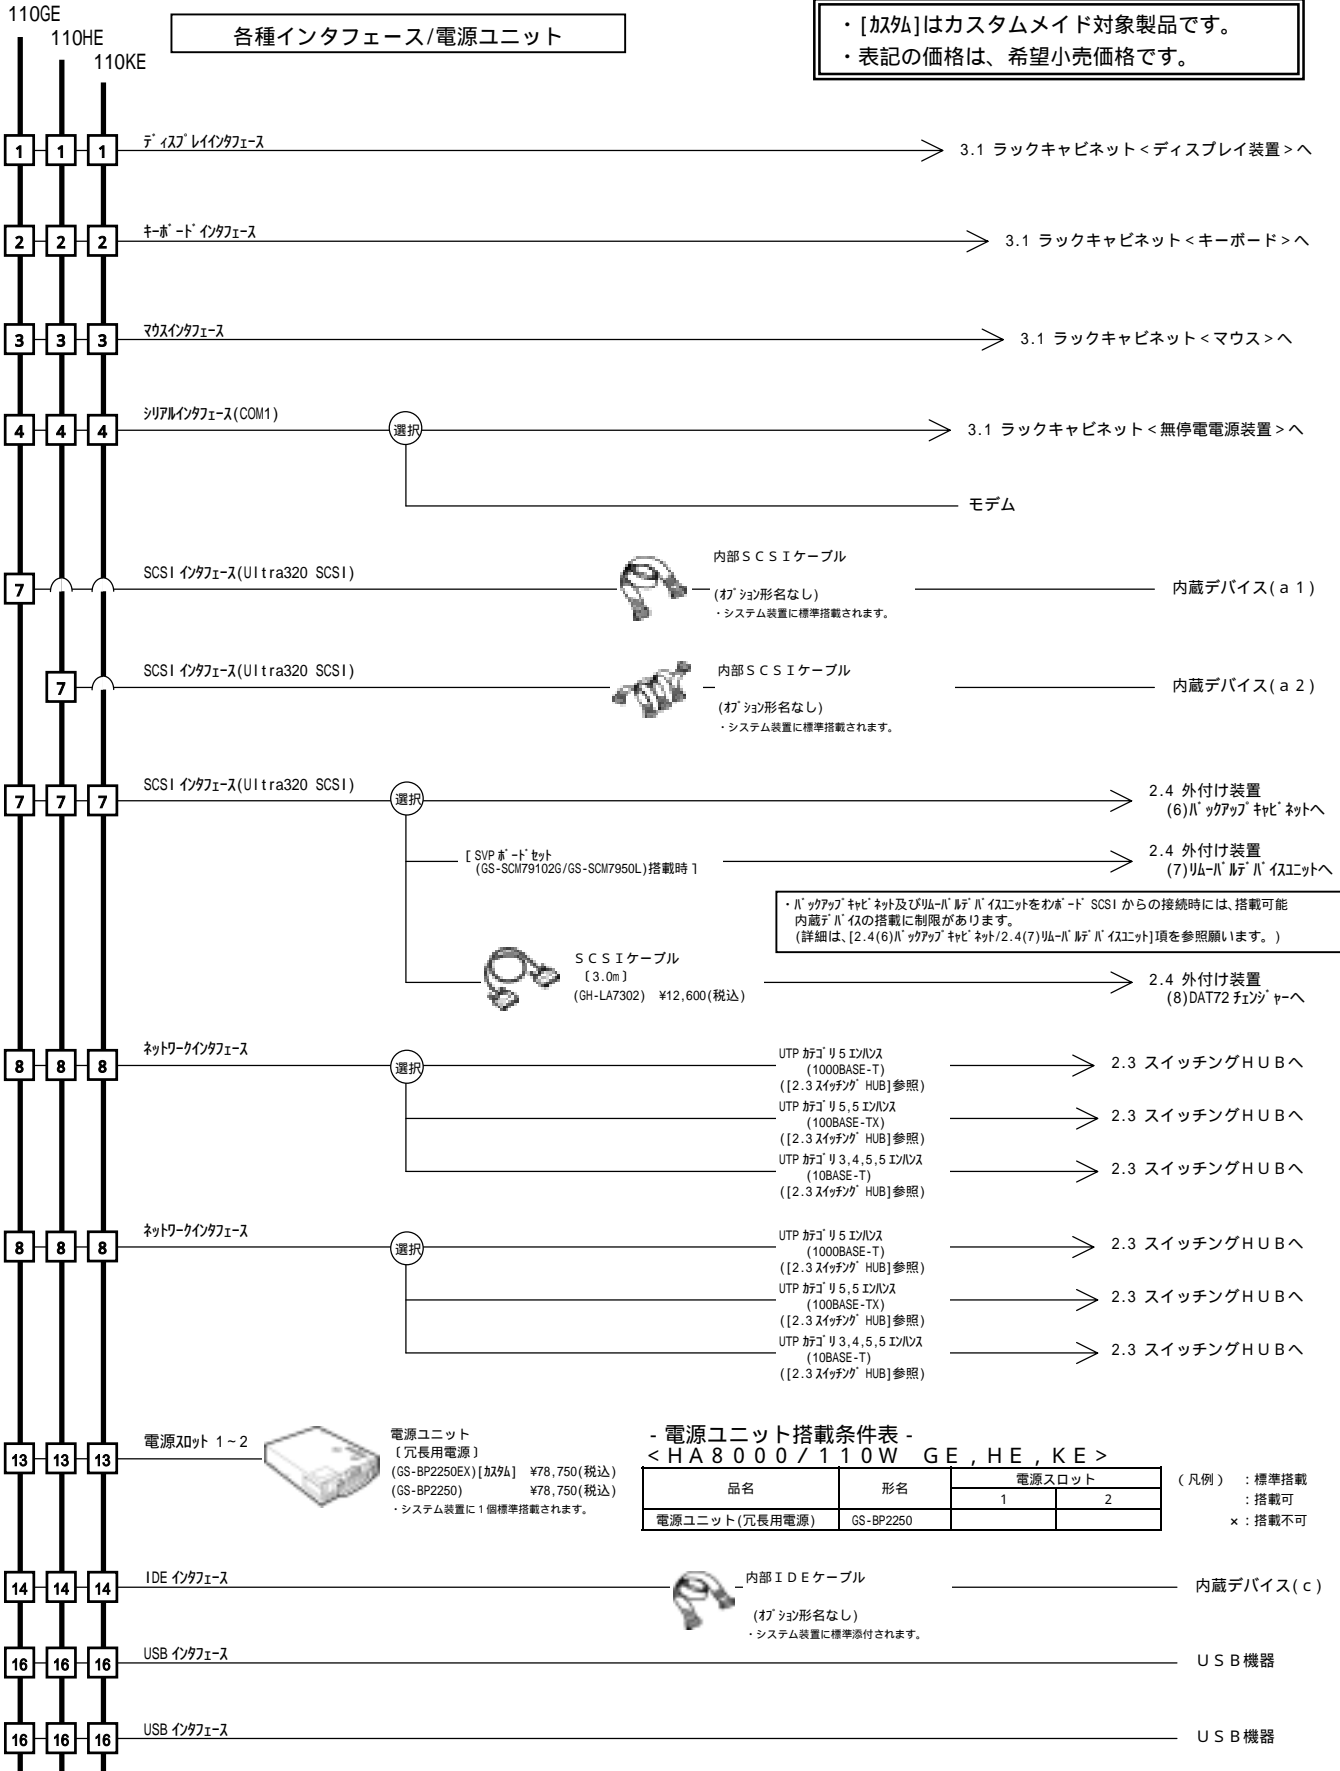 110GE
110HE
110KE
各種インタフェース/電源ユニット
・[ｶｽﾀﾑ]はカスタムメイド対象製品です。
・表記の価格は、希望小売価格です。
1 1 1 ﾃﾞｨｽﾌﾟﾚｲｲﾝﾀﾌｪｰｽ
3.1 ラックキャビネット<ディスプレイ装置>へ
2 2 2 ｷｰﾎﾞｰﾄﾞｲﾝﾀﾌｪｰｽ
3.1 ラックキャビネット<キーボード>へ
3 3 3 ﾏｳｽｲﾝﾀﾌｪｰｽ
3.1 ラックキャビネット<マウス>へ
4 4 4 ｼﾘｱﾙｲﾝﾀﾌｪｰｽ(COM1)
選択
3.1 ラックキャビネット<無停電電源装置>へ
モデム
7 SCSI ｲﾝﾀﾌｪｰｽ(Ultra320 SCSI)
内部ＳＣＳＩケーブル
(ｵﾌﾟｼｮﾝ形名なし)
・システム装置に標準搭載されます。
内蔵デバイス(ａ１)
7 SCSI ｲﾝﾀﾌｪｰｽ(Ultra320 SCSI)
内部ＳＣＳＩケーブル
(ｵﾌﾟｼｮﾝ形名なし)
・システム装置に標準搭載されます。
内蔵デバイス(ａ２)
7 7 7 SCSI ｲﾝﾀﾌｪｰｽ(Ultra320 SCSI)
選択
2.4 外付け装置
(6)ﾊﾞｯｸｱｯﾌﾟｷｬﾋﾞﾈｯﾄへ
[ SVP ﾎﾞｰﾄﾞｾｯﾄ
(GS-SCM79102G/GS-SCM7950L)搭載時 ]
2.4 外付け装置
(7)ﾘﾑｰﾊﾞﾙﾃﾞﾊﾞｲｽﾕﾆｯﾄへ
・ﾊﾞｯｸｱｯﾌﾟｷｬﾋﾞﾈｯﾄ及びﾘﾑｰﾊﾞﾙﾃﾞﾊﾞｲｽﾕﾆｯﾄをｵﾝﾎﾞｰﾄﾞ SCSI からの接続時には、搭載可能
内蔵ﾃﾞﾊﾞｲｽの搭載に制限があります。
(詳細は、[2.4(6)ﾊﾞｯｸｱｯﾌﾟｷｬﾋﾞﾈｯﾄ/2.4(7)ﾘﾑｰﾊﾞﾙﾃﾞﾊﾞｲｽﾕﾆｯﾄ]項を参照願います。)
ＳＣＳＩケーブル
〔3.0m〕
(GH-LA7302) ¥12,600(税込)
2.4 外付け装置
(8)DAT72 ﾁｪﾝｼﾞｬｰへ
8 8 8 ﾈｯﾄﾜｰｸｲﾝﾀﾌｪｰｽ
選択
UTP ｶﾃｺﾞﾘ 5 ｴﾝﾊﾝｽ
(1000BASE-T)
([2.3 ｽｲｯﾁﾝｸﾞ HUB]参照)
2.3 スイッチングＨＵＢへ
UTP ｶﾃｺﾞﾘ 5,5 ｴﾝﾊﾝｽ
(100BASE-TX)
([2.3 ｽｲｯﾁﾝｸﾞ HUB]参照)
2.3 スイッチングＨＵＢへ
UTP ｶﾃｺﾞﾘ 3,4,5,5 ｴﾝﾊﾝｽ
(10BASE-T)
([2.3 ｽｲｯﾁﾝｸﾞ HUB]参照)
2.3 スイッチングＨＵＢへ
8 8 8 ﾈｯﾄﾜｰｸｲﾝﾀﾌｪｰｽ
選択
UTP ｶﾃｺﾞﾘ 5 ｴﾝﾊﾝｽ
(1000BASE-T)
([2.3 ｽｲｯﾁﾝｸﾞ HUB]参照)
2.3 スイッチングＨＵＢへ
UTP ｶﾃｺﾞﾘ 5,5 ｴﾝﾊﾝｽ
(100BASE-TX)
([2.3 ｽｲｯﾁﾝｸﾞ HUB]参照)
2.3 スイッチングＨＵＢへ
UTP ｶﾃｺﾞﾘ 3,4,5,5 ｴﾝﾊﾝｽ
(10BASE-T)
([2.3 ｽｲｯﾁﾝｸﾞ HUB]参照)
2.3 スイッチングＨＵＢへ
13 13 13 電源ｽﾛｯﾄ 1~2
電源ユニット
〔冗長用電源〕
(GS-BP2250EX)[ｶｽﾀﾑ] ¥78,750(税込)
(GS-BP2250) ¥78,750(税込)
・システム装置に１個標準搭載されます。
- 電源ユニット搭載条件表 -
<ＨＡ８０００/１１０Ｗ　ＧＥ,ＨＥ,ＫＥ>
品名 形名 電源スロット
1 2
電源ユニット(冗長用電源) GS-BP2250
(凡例) :標準搭載
:搭載可
×:搭載不可
14 14 14 IDE ｲﾝﾀﾌｪｰｽ
内部ＩＤＥケーブル
(ｵﾌﾟｼｮﾝ形名なし)
・システム装置に標準添付されます。
内蔵デバイス(ｃ)
16 16 16 USB ｲﾝﾀﾌｪｰｽ
ＵＳＢ機器
16 16 16 USB ｲﾝﾀﾌｪｰｽ
ＵＳＢ機器